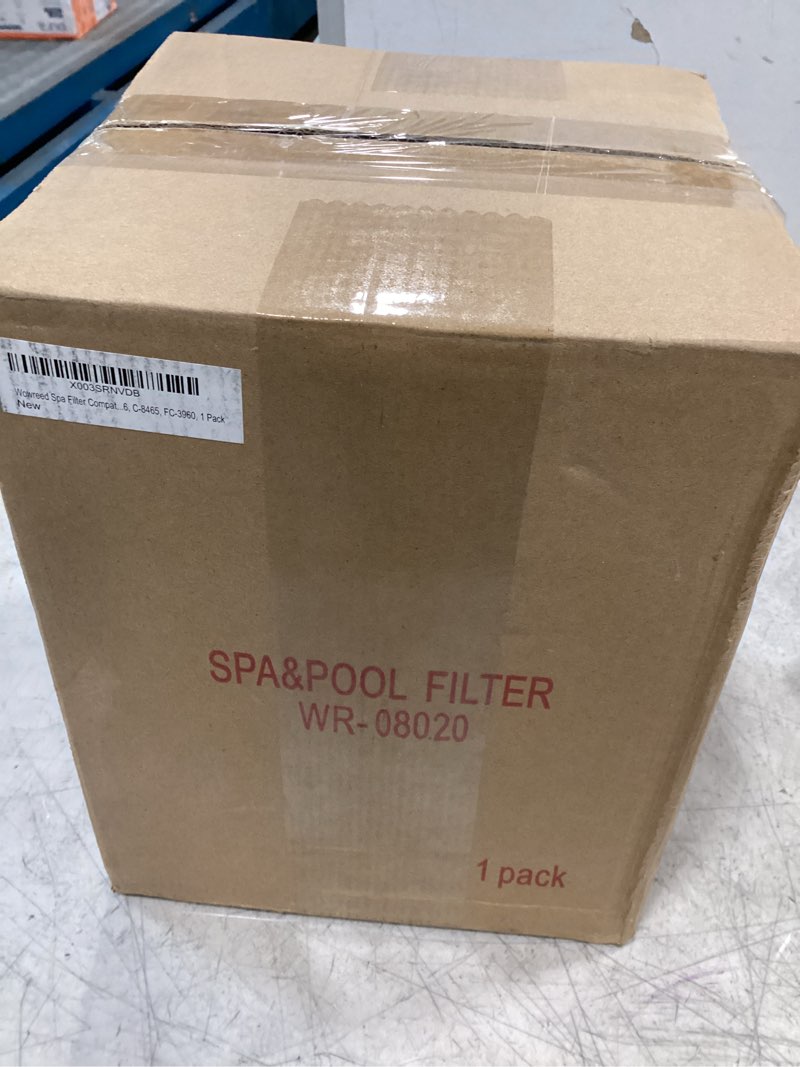 X003SRNVDB
Wowreed Spa Filter Compat...6, C-8465, FC-3960, 1 Pack
New
SPA&POOL FILTER
WR-08020
1 pack